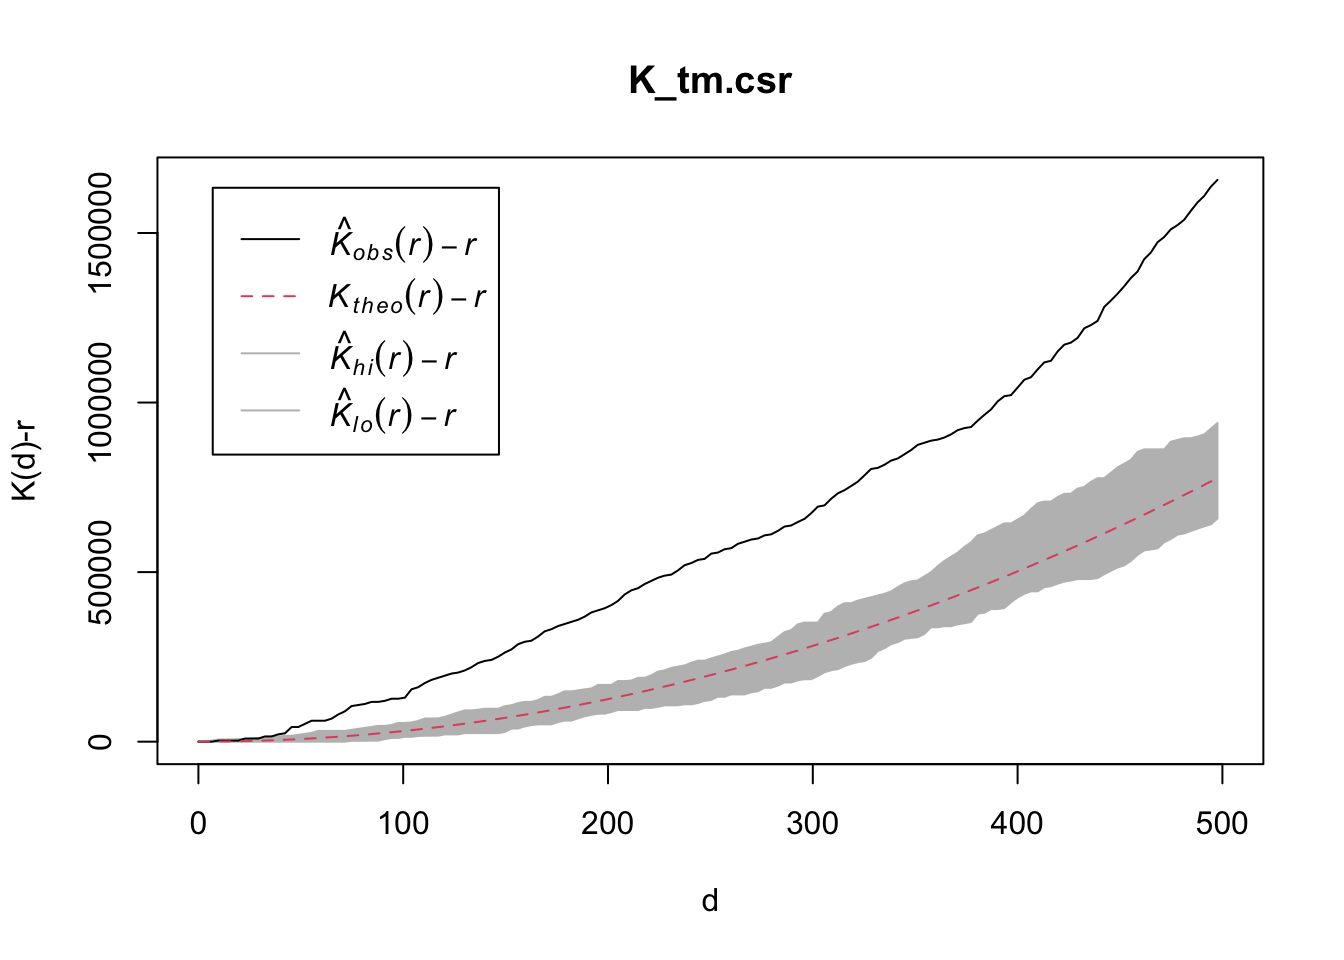 K_tm.csr
K̂obs(r) − r
Ktheo(r) − r
K̂hi(r) − r
K̂lo(r) − r
K(d)-r
1500000
1000000
500000
0
0 100 200 300 400 500
d